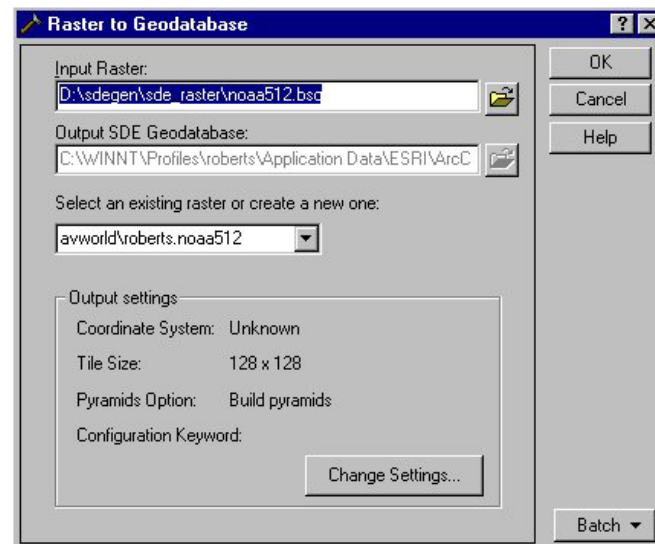 Raster to Geodatabase
Input Raster:
D:\sdegen\sde_raster\noaa512.bsq
Output SDE Geodatabase:
C:\WINNT\Profiles\roberts\Application Data\ESRI\ArcC
Select an existing raster or create a new one:
avworld\roberts.noaa512
Output settings
Coordinate System: Unknown
Tile Size: 128 x 128
Pyramids Option: Build pyramids
Configuration Keyword:
Change Settings...
OK
Cancel
Help
Batch